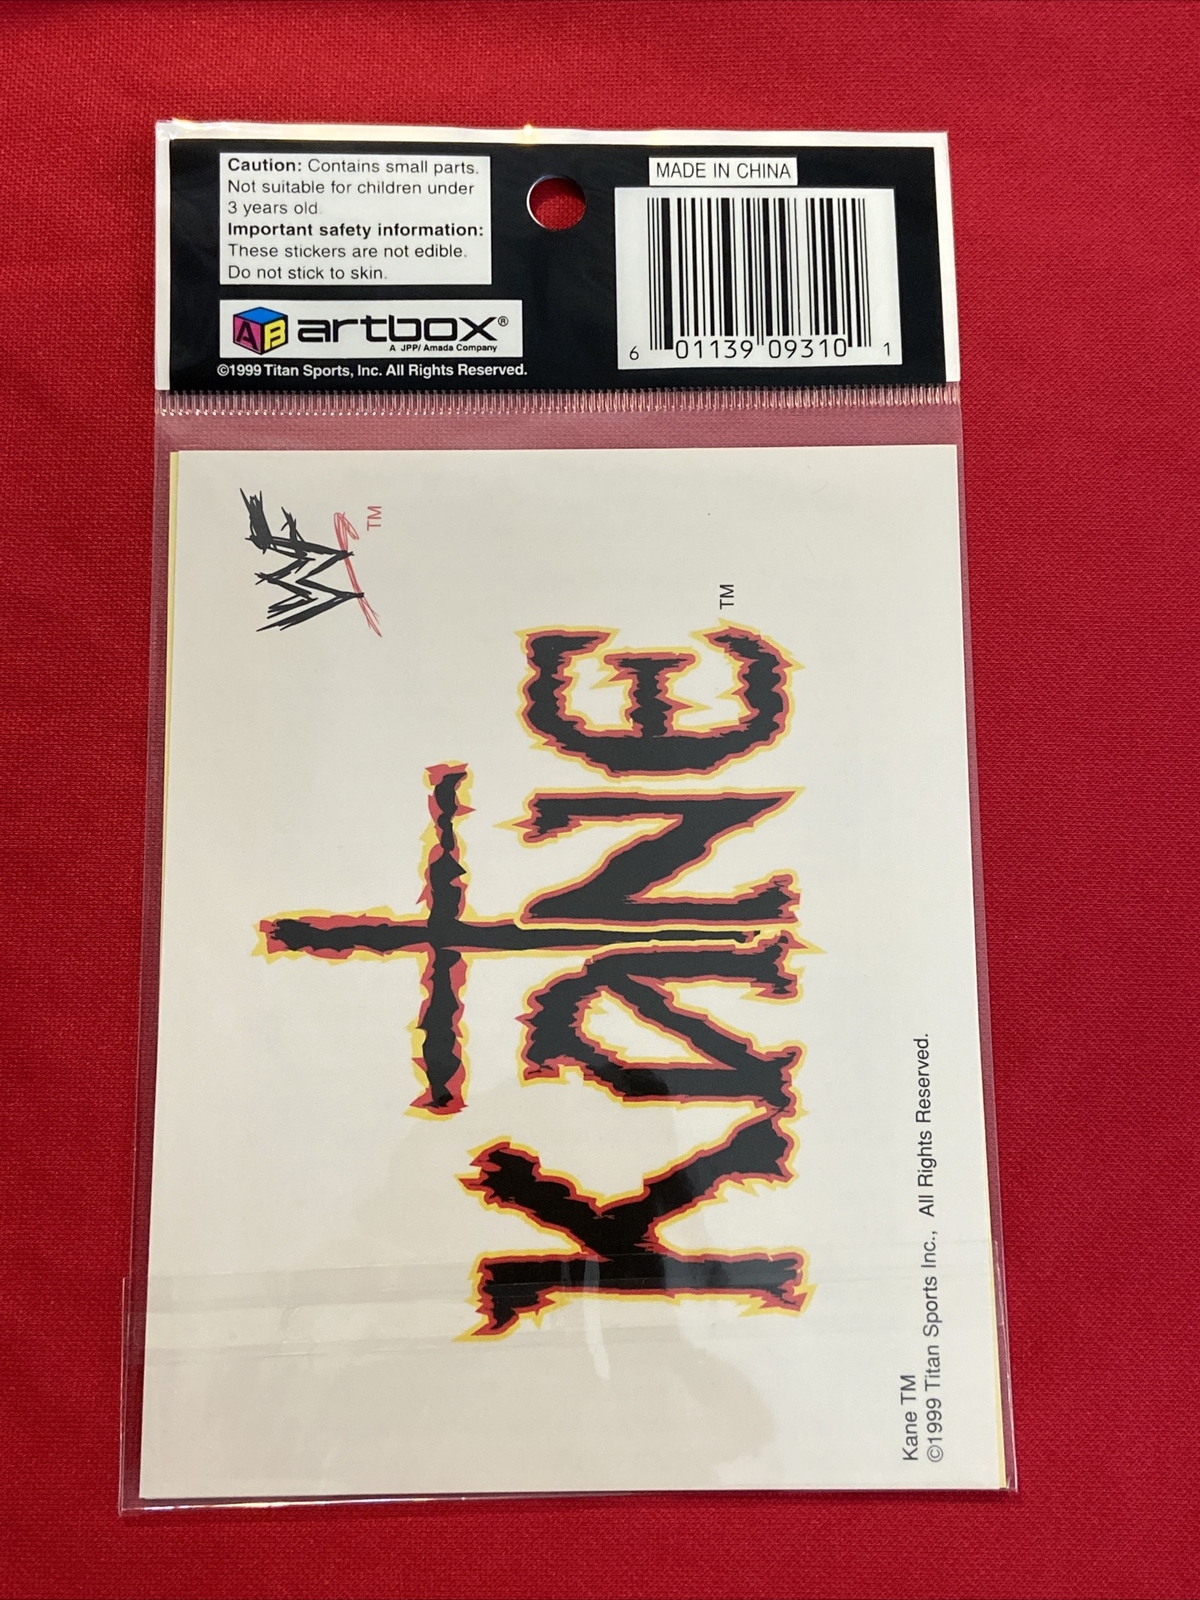 Caution: Contains small parts.
Not suitable for children under
3 years old.
Important safety information:
These stickers are not edible.
Do not stick to skin.
AB artbox®
A JPP/Amada Company
©1999 Titan Sports, Inc. All Rights Reserved.
MADE IN CHINA
6 01139 09310 1
WF TM
KANE TM
Kane TM
©1999 Titan Sports Inc., All Rights Reserved.